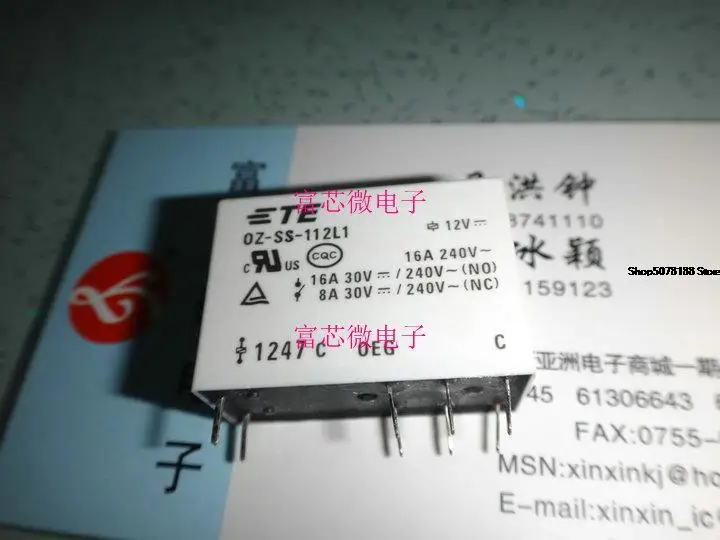 富
洪钟
8741110
冰颖
159123
富芯微电子
TE
OZ-SS-112L1
12V
CQC
c UR US
16A 240V~
16A 30V ⎓/240V~(NO)
8A 30V ⎓/240V~(NC)
富芯微电子
1247 C OEG C
Shop5078188 Store
亚洲电子商城一期
45 61306643
FAX:0755-
MSN:xinxinkj@ho
E-mail:xinxin_ic@
子